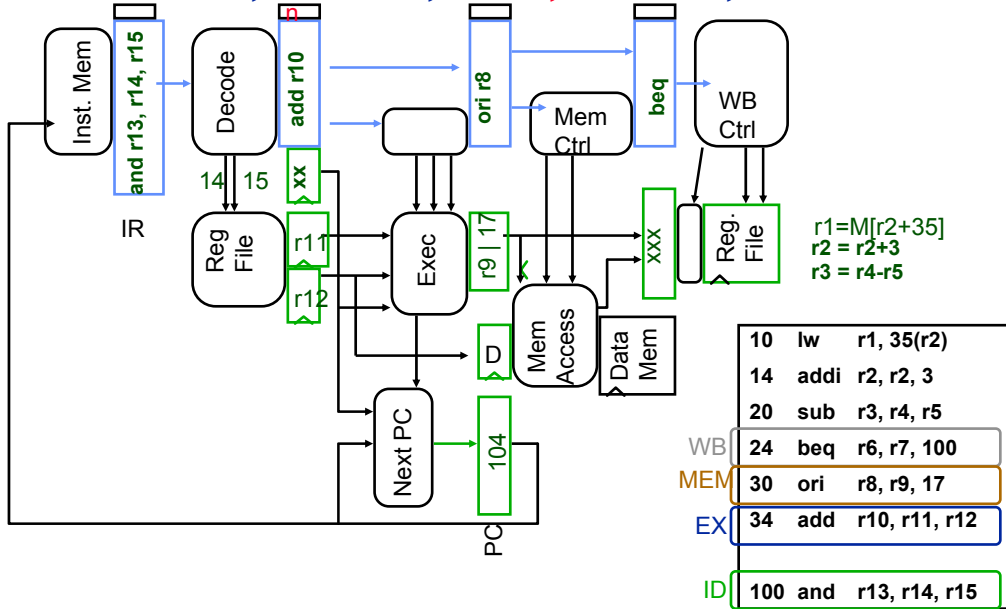 n
Inst. Mem
and r13, r14, r15
Decode
add r10
ori r8
Mem
Ctrl
beq
WB
Ctrl
IR
14
15
xx
Reg
File
r11
r12
Exec
r9 | 17
xxx
Reg.
File
r1=M[r2+35]
r2 = r2+3
r3 = r4-r5
D
Mem
Access
Data
Mem
Next PC
104
PC
10 lw r1, 35(r2)
14 addi r2, r2, 3
20 sub r3, r4, r5
WB 24 beq r6, r7, 100
MEM 30 ori r8, r9, 17
EX 34 add r10, r11, r12
ID 100 and r13, r14, r15